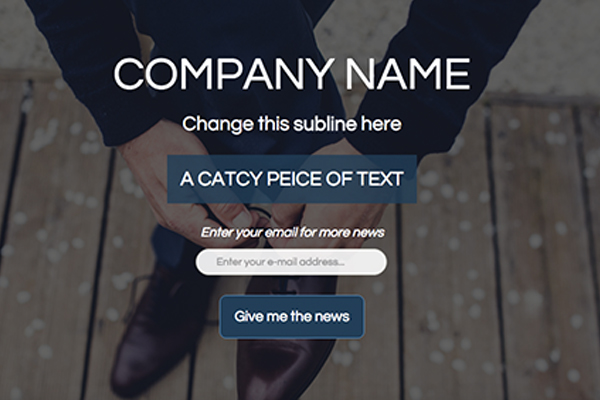 COMPANY NAME
Change this subline here
A CATCY PEICE OF TEXT
Enter your email for more news
Enter your e-mail address...
Give me the news